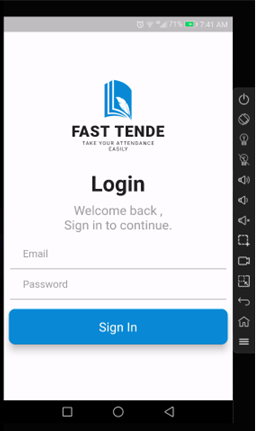 71% 7:41 AM
FAST TENDE
TAKE YOUR ATTENDANCE
EASILY
Login
Welcome back ,
Sign in to continue.
Email
Password
Sign In